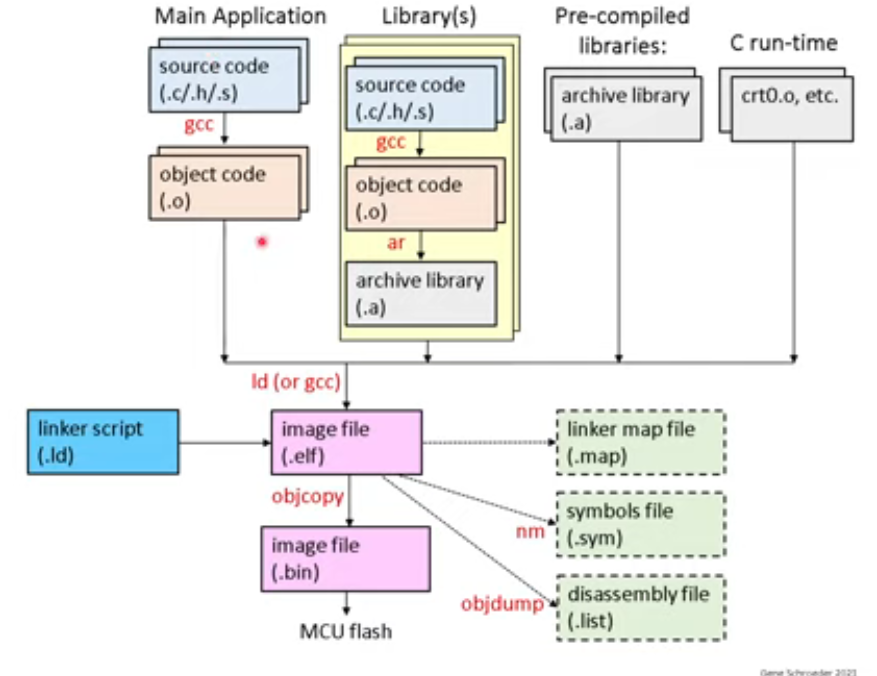 Main Application
Library(s)
Pre-compiled
libraries:
C run-time
source code
(.c/.h/.s)
gcc
object code
(.o)
source code
(.c/.h/.s)
gcc
object code
(.o)
ar
archive library
(.a)
archive library
(.a)
crt0.o, etc.
ld (or gcc)
linker script
(.ld)
image file
(.elf)
linker map file
(.map)
objcopy
nm
symbols file
(.sym)
image file
(.bin)
objdump
disassembly file
(.list)
MCU flash
Gene Schroeder 2021